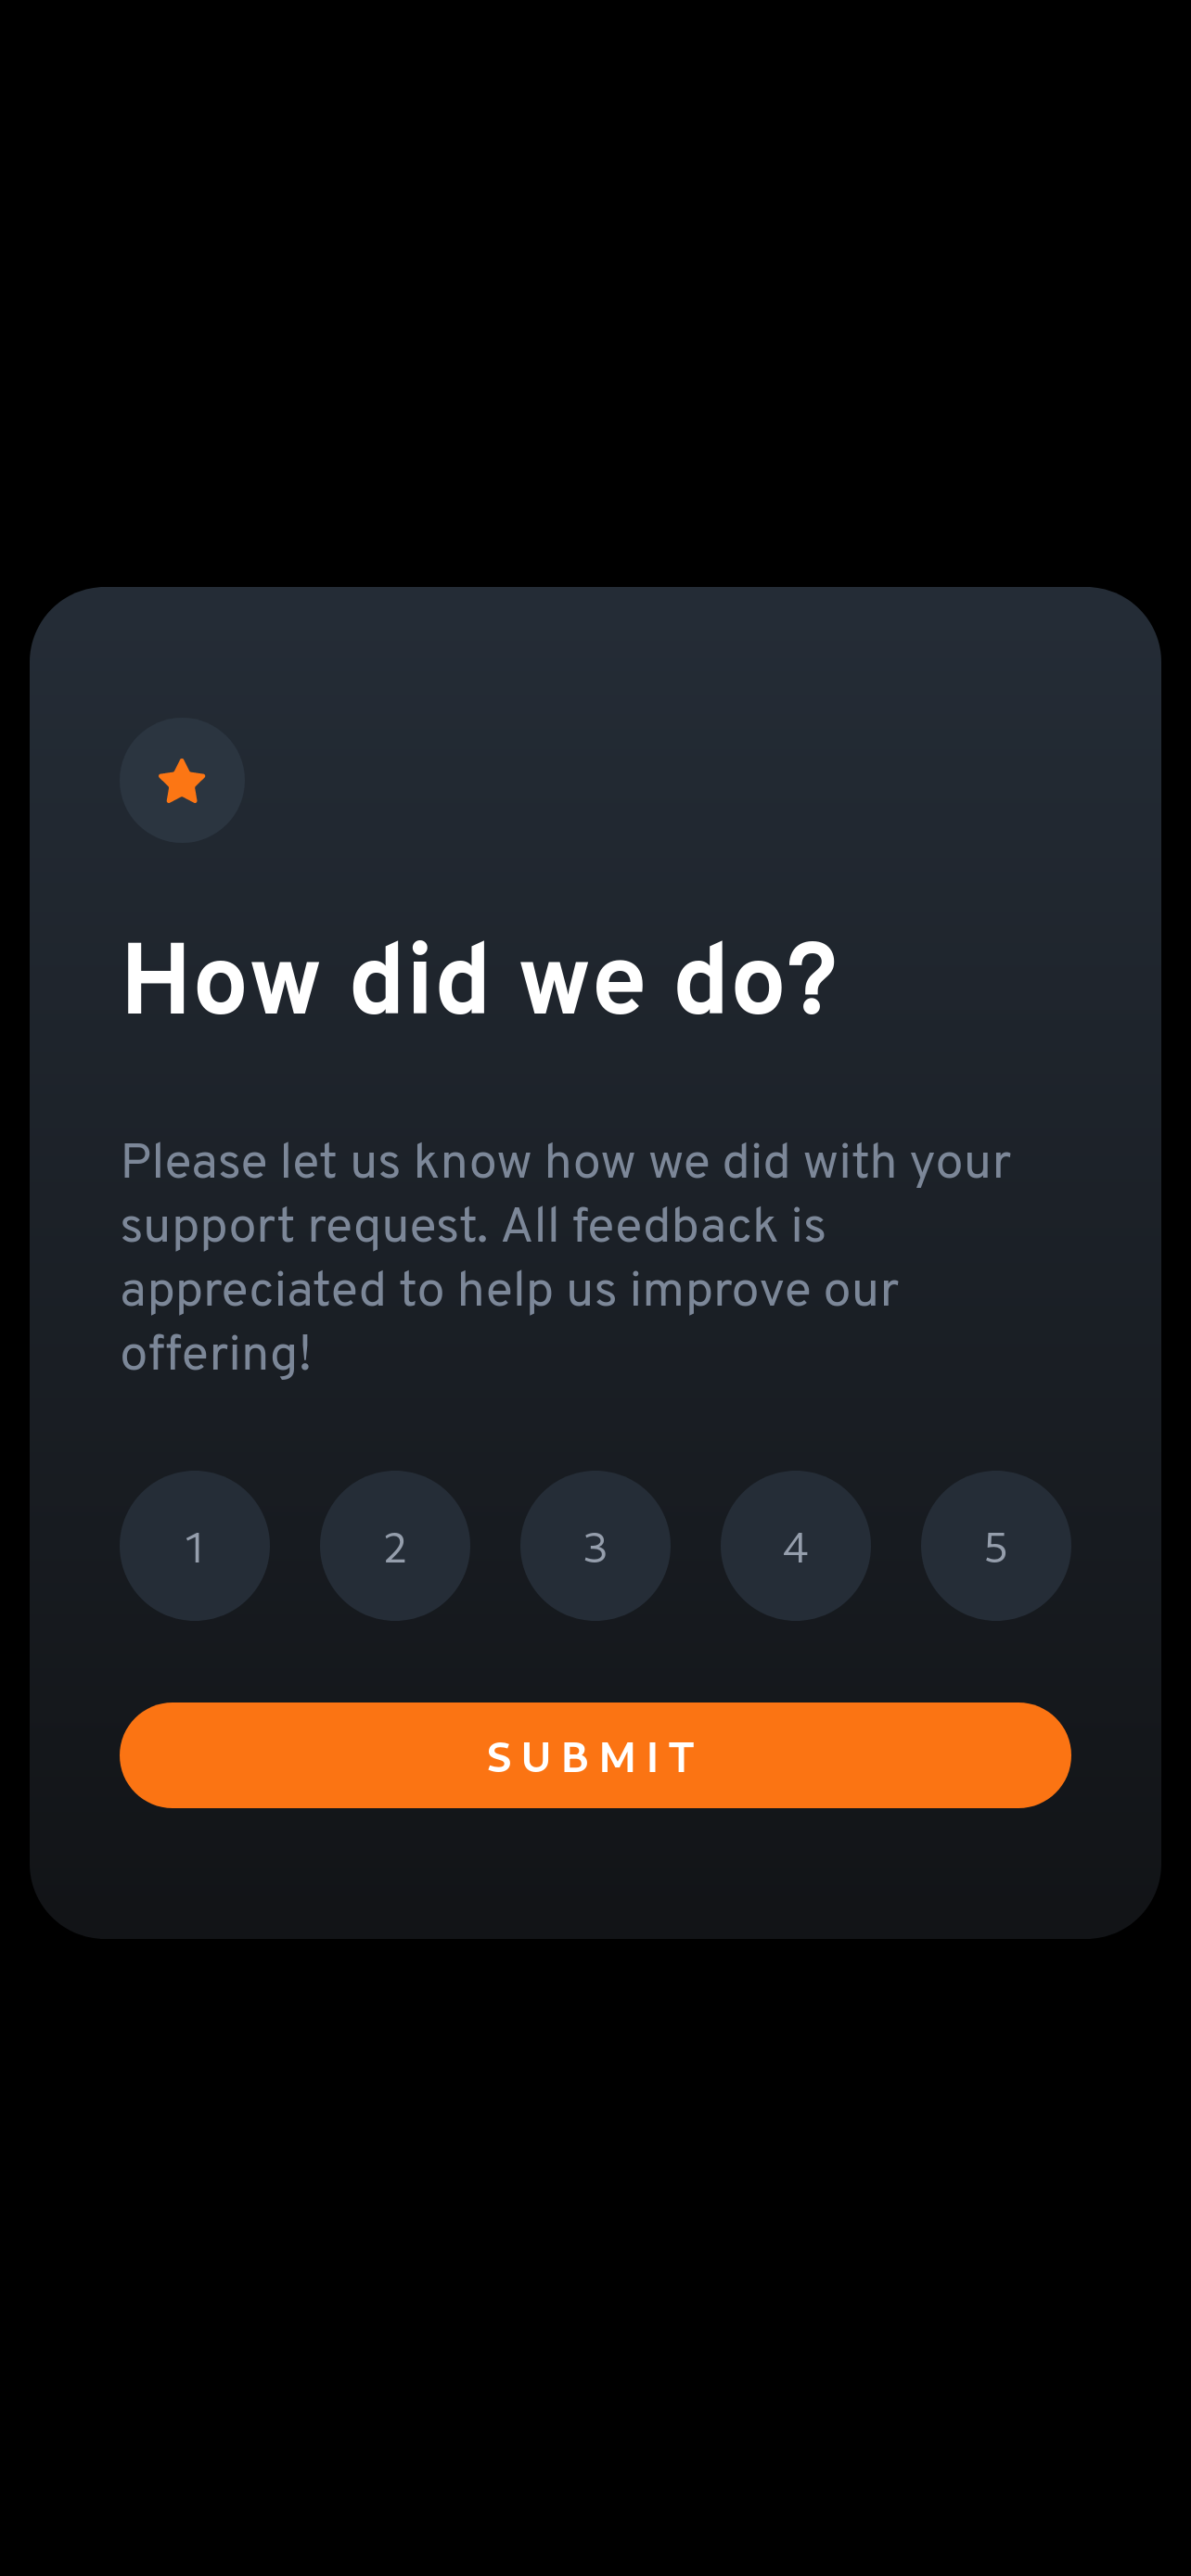 How did we do?
Please let us know how we did with your
support request. All feedback is
appreciated to help us improve our
offering!
1 2 3 4 5
SUBMIT